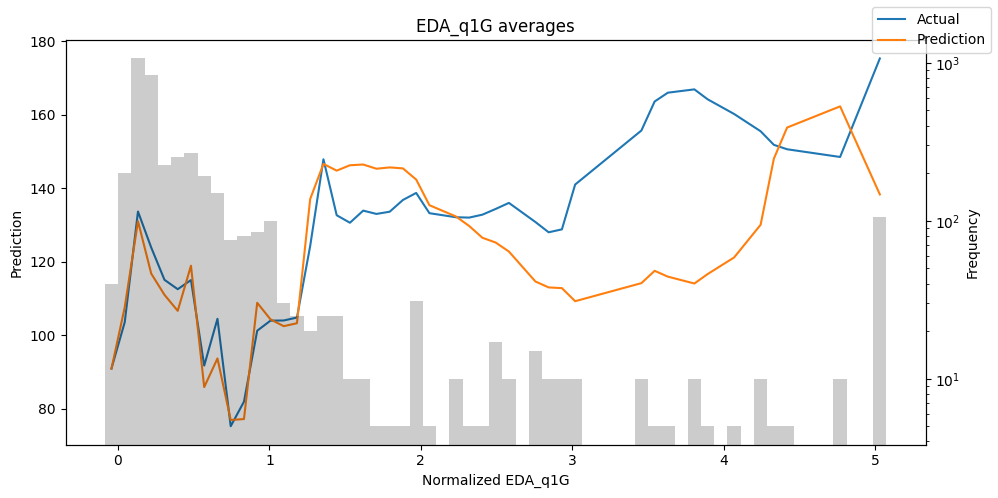 EDA_q1G averages
Actual
Prediction
180
160
140
120
100
80
Prediction
10³
10²
10¹
Frequency
0 1 2 3 4 5
Normalized EDA_q1G